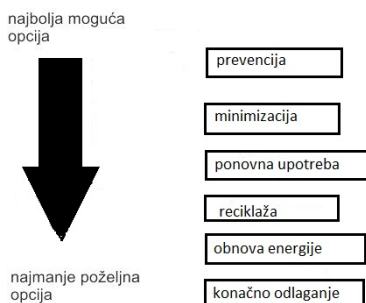 najbolja moguća
opcija
prevencija
minimizacija
ponovna upotreba
reciklaža
obnova energije
najmanje poželjna
opcija
konačno odlaganje